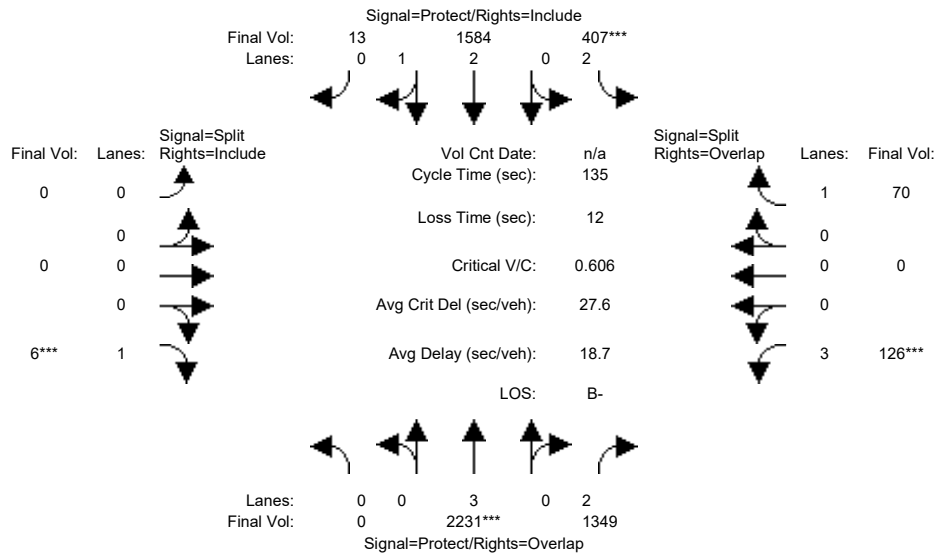 Signal=Protect/Rights=Include
Final Vol: 13 1584 407***
Lanes: 0 1 2 0 2
Signal=Split
Final Vol: Lanes: Rights=Include
Vol Cnt Date: n/a
Signal=Split
Rights=Overlap Lanes: Final Vol:
Cycle Time (sec): 135
0 0
1 70
Loss Time (sec): 12
0
0
0 0
Critical V/C: 0.606
0 0
0
Avg Crit Del (sec/veh): 27.6
0
6*** 1
Avg Delay (sec/veh): 18.7
3 126***
LOS: B-
Lanes: 0 0 3 0 2
Final Vol: 0 2231*** 1349
Signal=Protect/Rights=Overlap